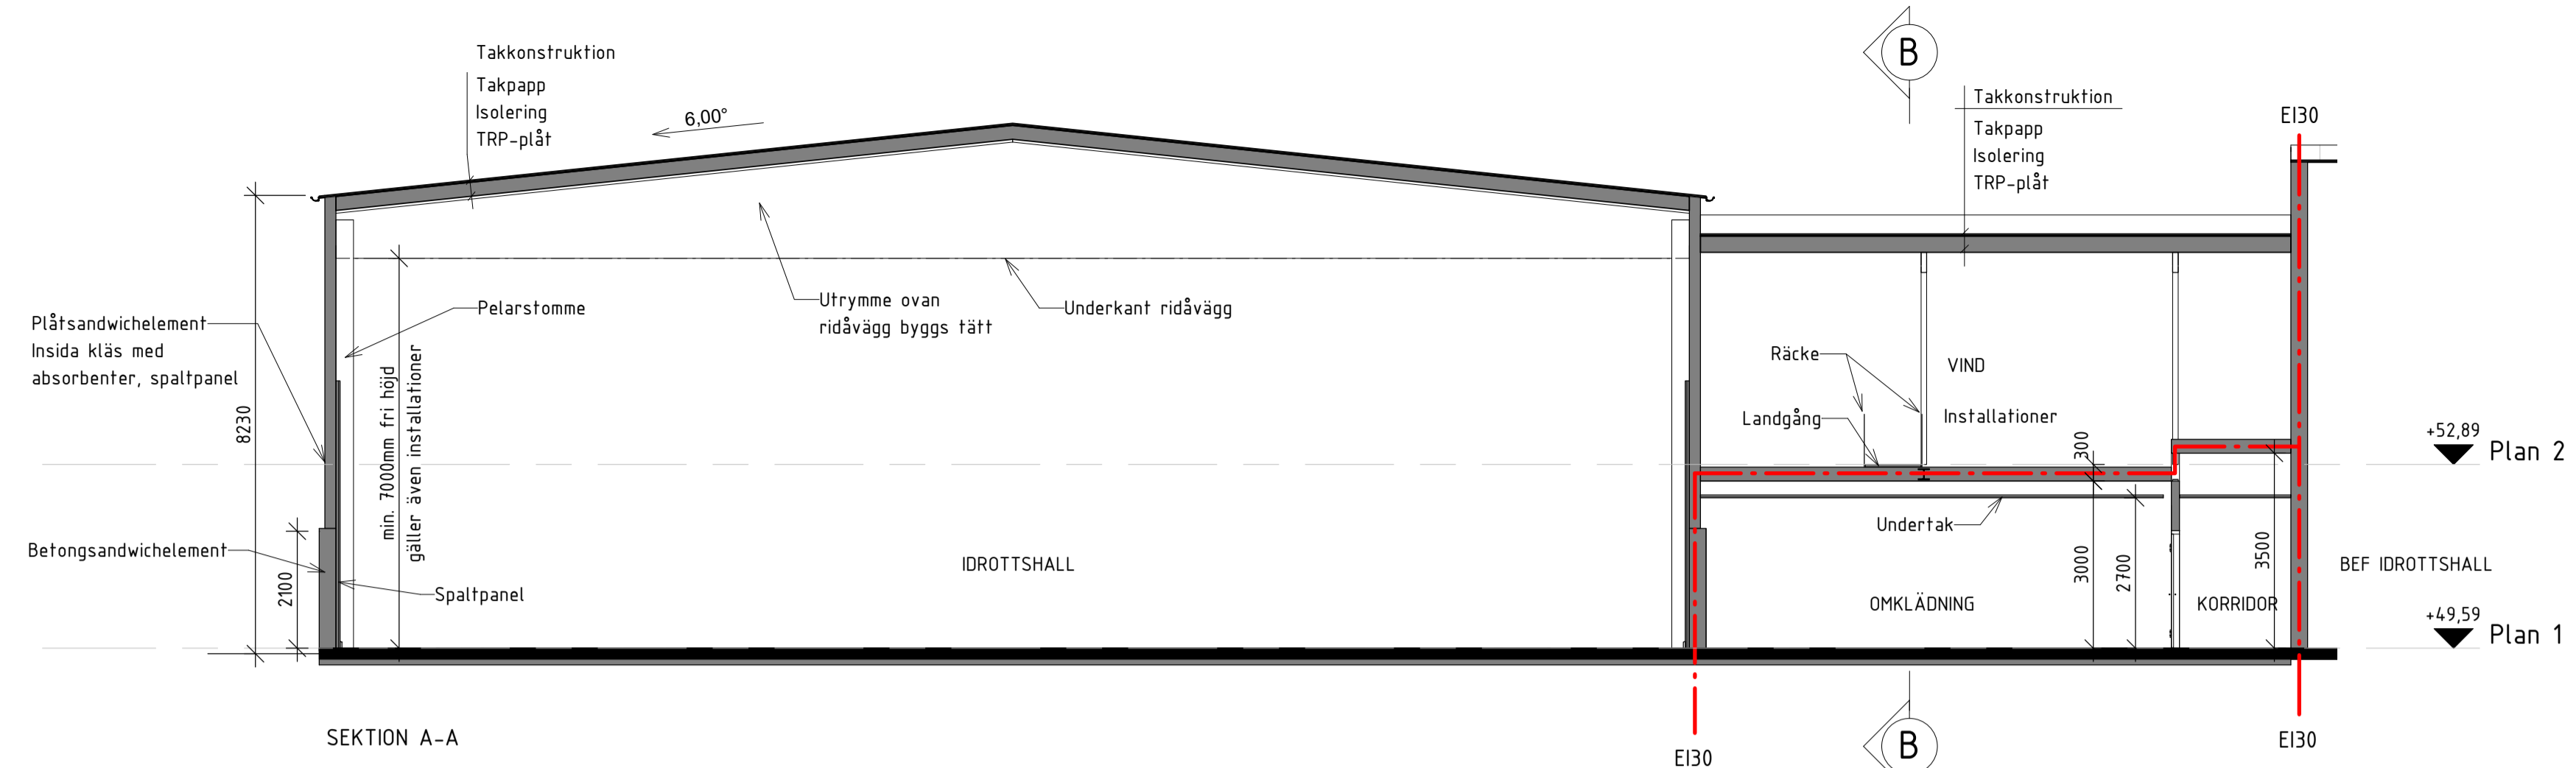 B
Takkonstruktion
Takpapp
Isolering
TRP-plåt
6,00°
Takkonstruktion
Takpapp
Isolering
TRP-plåt
EI30
Plåtsandwichelement
Insida kläs med
absorbenter, spaltpanel
8230
Pelarstomme
min. 7000mm fri höjd
gäller även installationer
Utrymme ovan
ridåvägg byggs tätt
Underkant ridåvägg
Räcke
VIND
Landgång
Installationer
300
+52,89
Plan 2
Betongsandwichelement
2100
Spaltpanel
IDROTTSHALL
Undertak
3000
2700
3500
OMKLÄDNING
KORRIDOR
BEF IDROTTSHALL
+49,59
Plan 1
SEKTION A-A
EI30
B
EI30